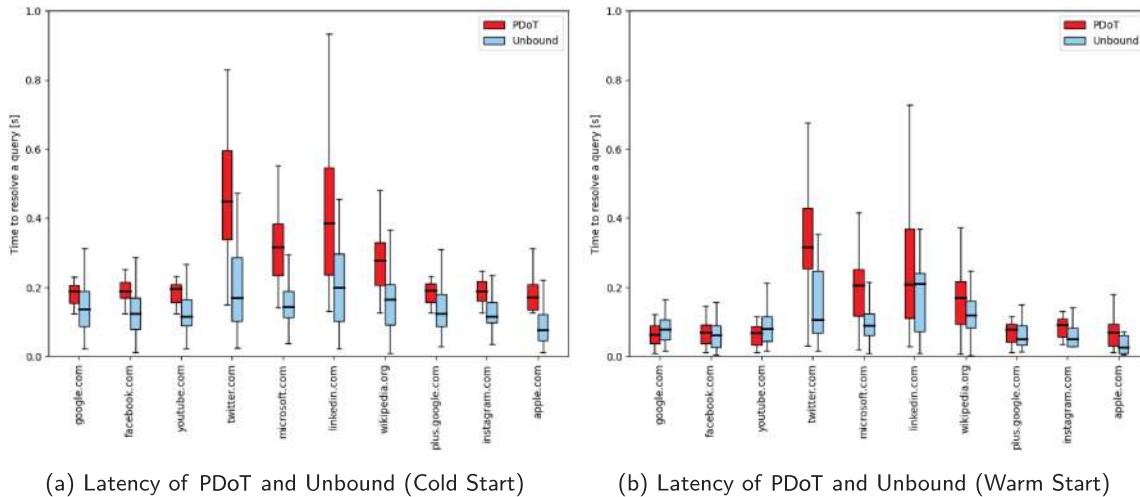 1.0
0.8
0.6
0.4
0.2
0.0
Time to resolve a query [s]
PDoT
Unbound
google.com
facebook.com
youtube.com
twitter.com
microsoft.com
linkedin.com
wikipedia.org
plus.google.com
instagram.com
apple.com
(a) Latency of PDoT and Unbound (Cold Start)
1.0
0.8
0.6
0.4
0.2
0.0
Time to resolve a query [s]
PDoT
Unbound
google.com
facebook.com
youtube.com
twitter.com
microsoft.com
linkedin.com
wikipedia.org
plus.google.com
instagram.com
apple.com
(b) Latency of PDoT and Unbound (Warm Start)